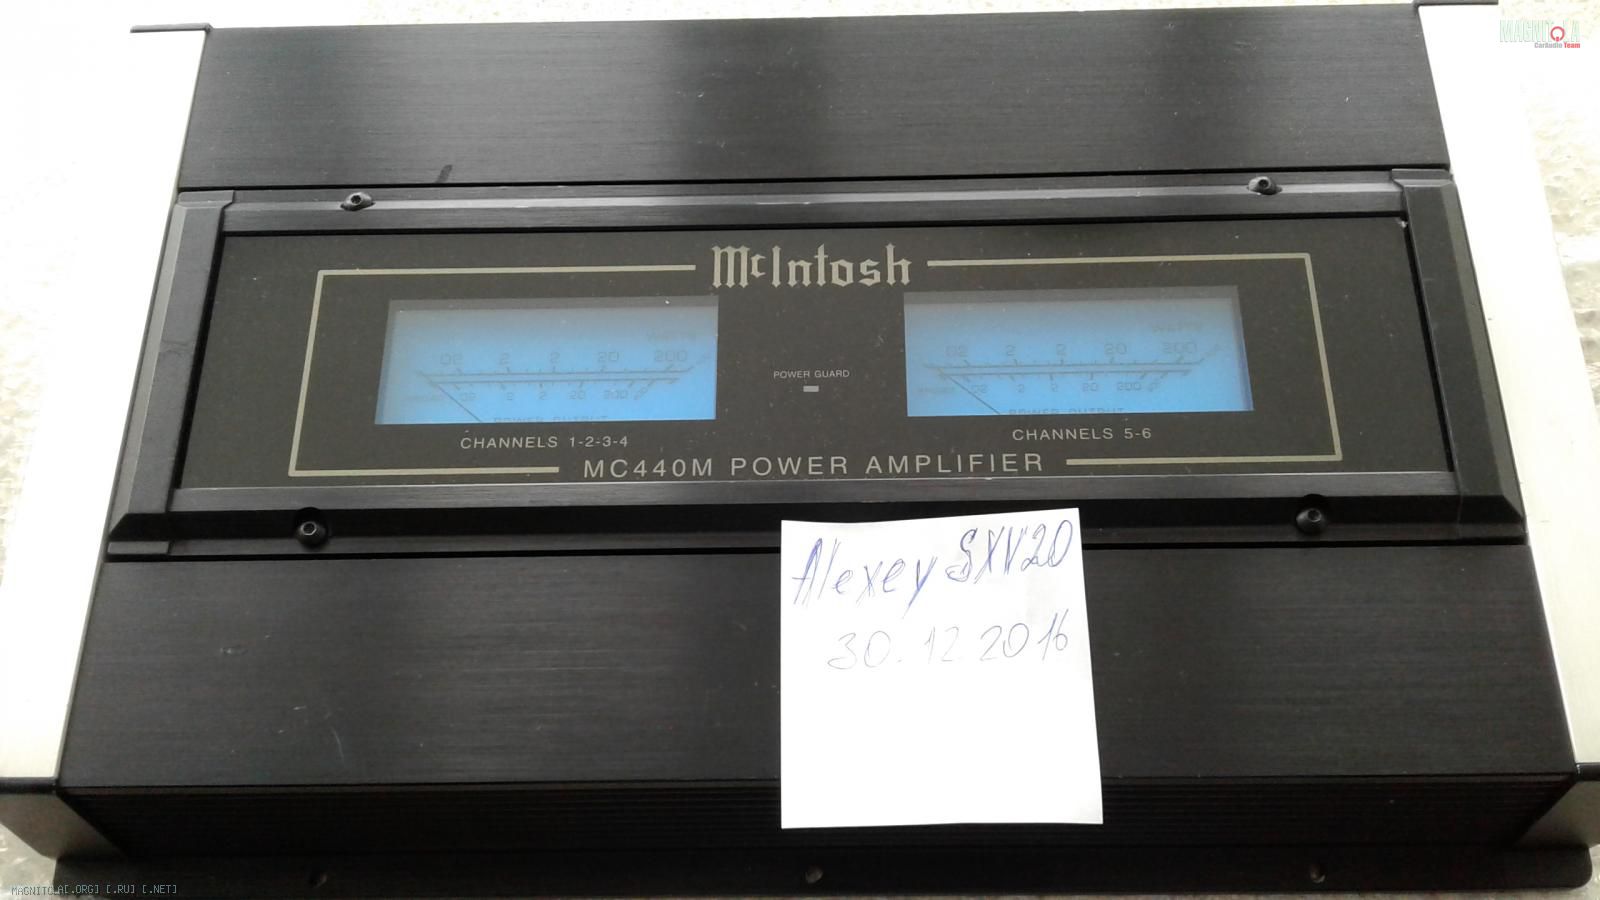 MAGNITOLA
CarAudio Team
McIntosh
WATTS
WATTS
02 2 2 20 200
02 2 2 20 200
POWER GUARD
02 2 2 20 200
02 2 2 20 200
POWER OUTPUT
POWER OUTPUT
CHANNELS 1-2-3-4
CHANNELS 5-6
MC440M POWER AMPLIFIER
Alexey SXV20
30.12.2016
MAGNITOLA[.ORG] [.RU] [.NET]